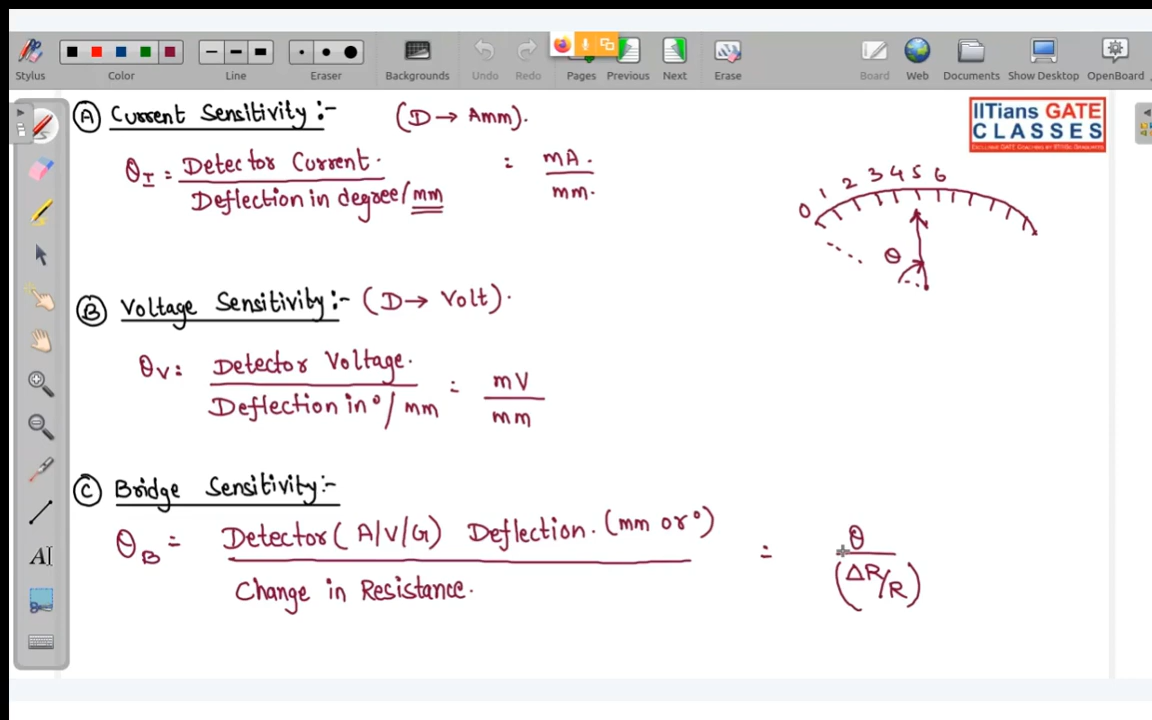 Stylus
Color
Line
Eraser
Backgrounds
Undo
Redo
Pages
Previous
Next
Erase
Board
Web
Documents
Show Desktop
OpenBoard
Ⓐ Current Sensitivity :- (D → Amm).
θI = Detector Current. / Deflection in degree/mm : mA. / mm.
IITians GATE
CLASSES
0 1 2 3 4 5 6
θ
Ⓑ Voltage Sensitivity :- (D → Volt).
θV : Detector Voltage. / Deflection in °/mm = mV / mm
Ⓒ Bridge Sensitivity :-
θB = Detector (A/V/G) Deflection. (mm or °) / Change in Resistance. = θ / (ΔR/R)
A